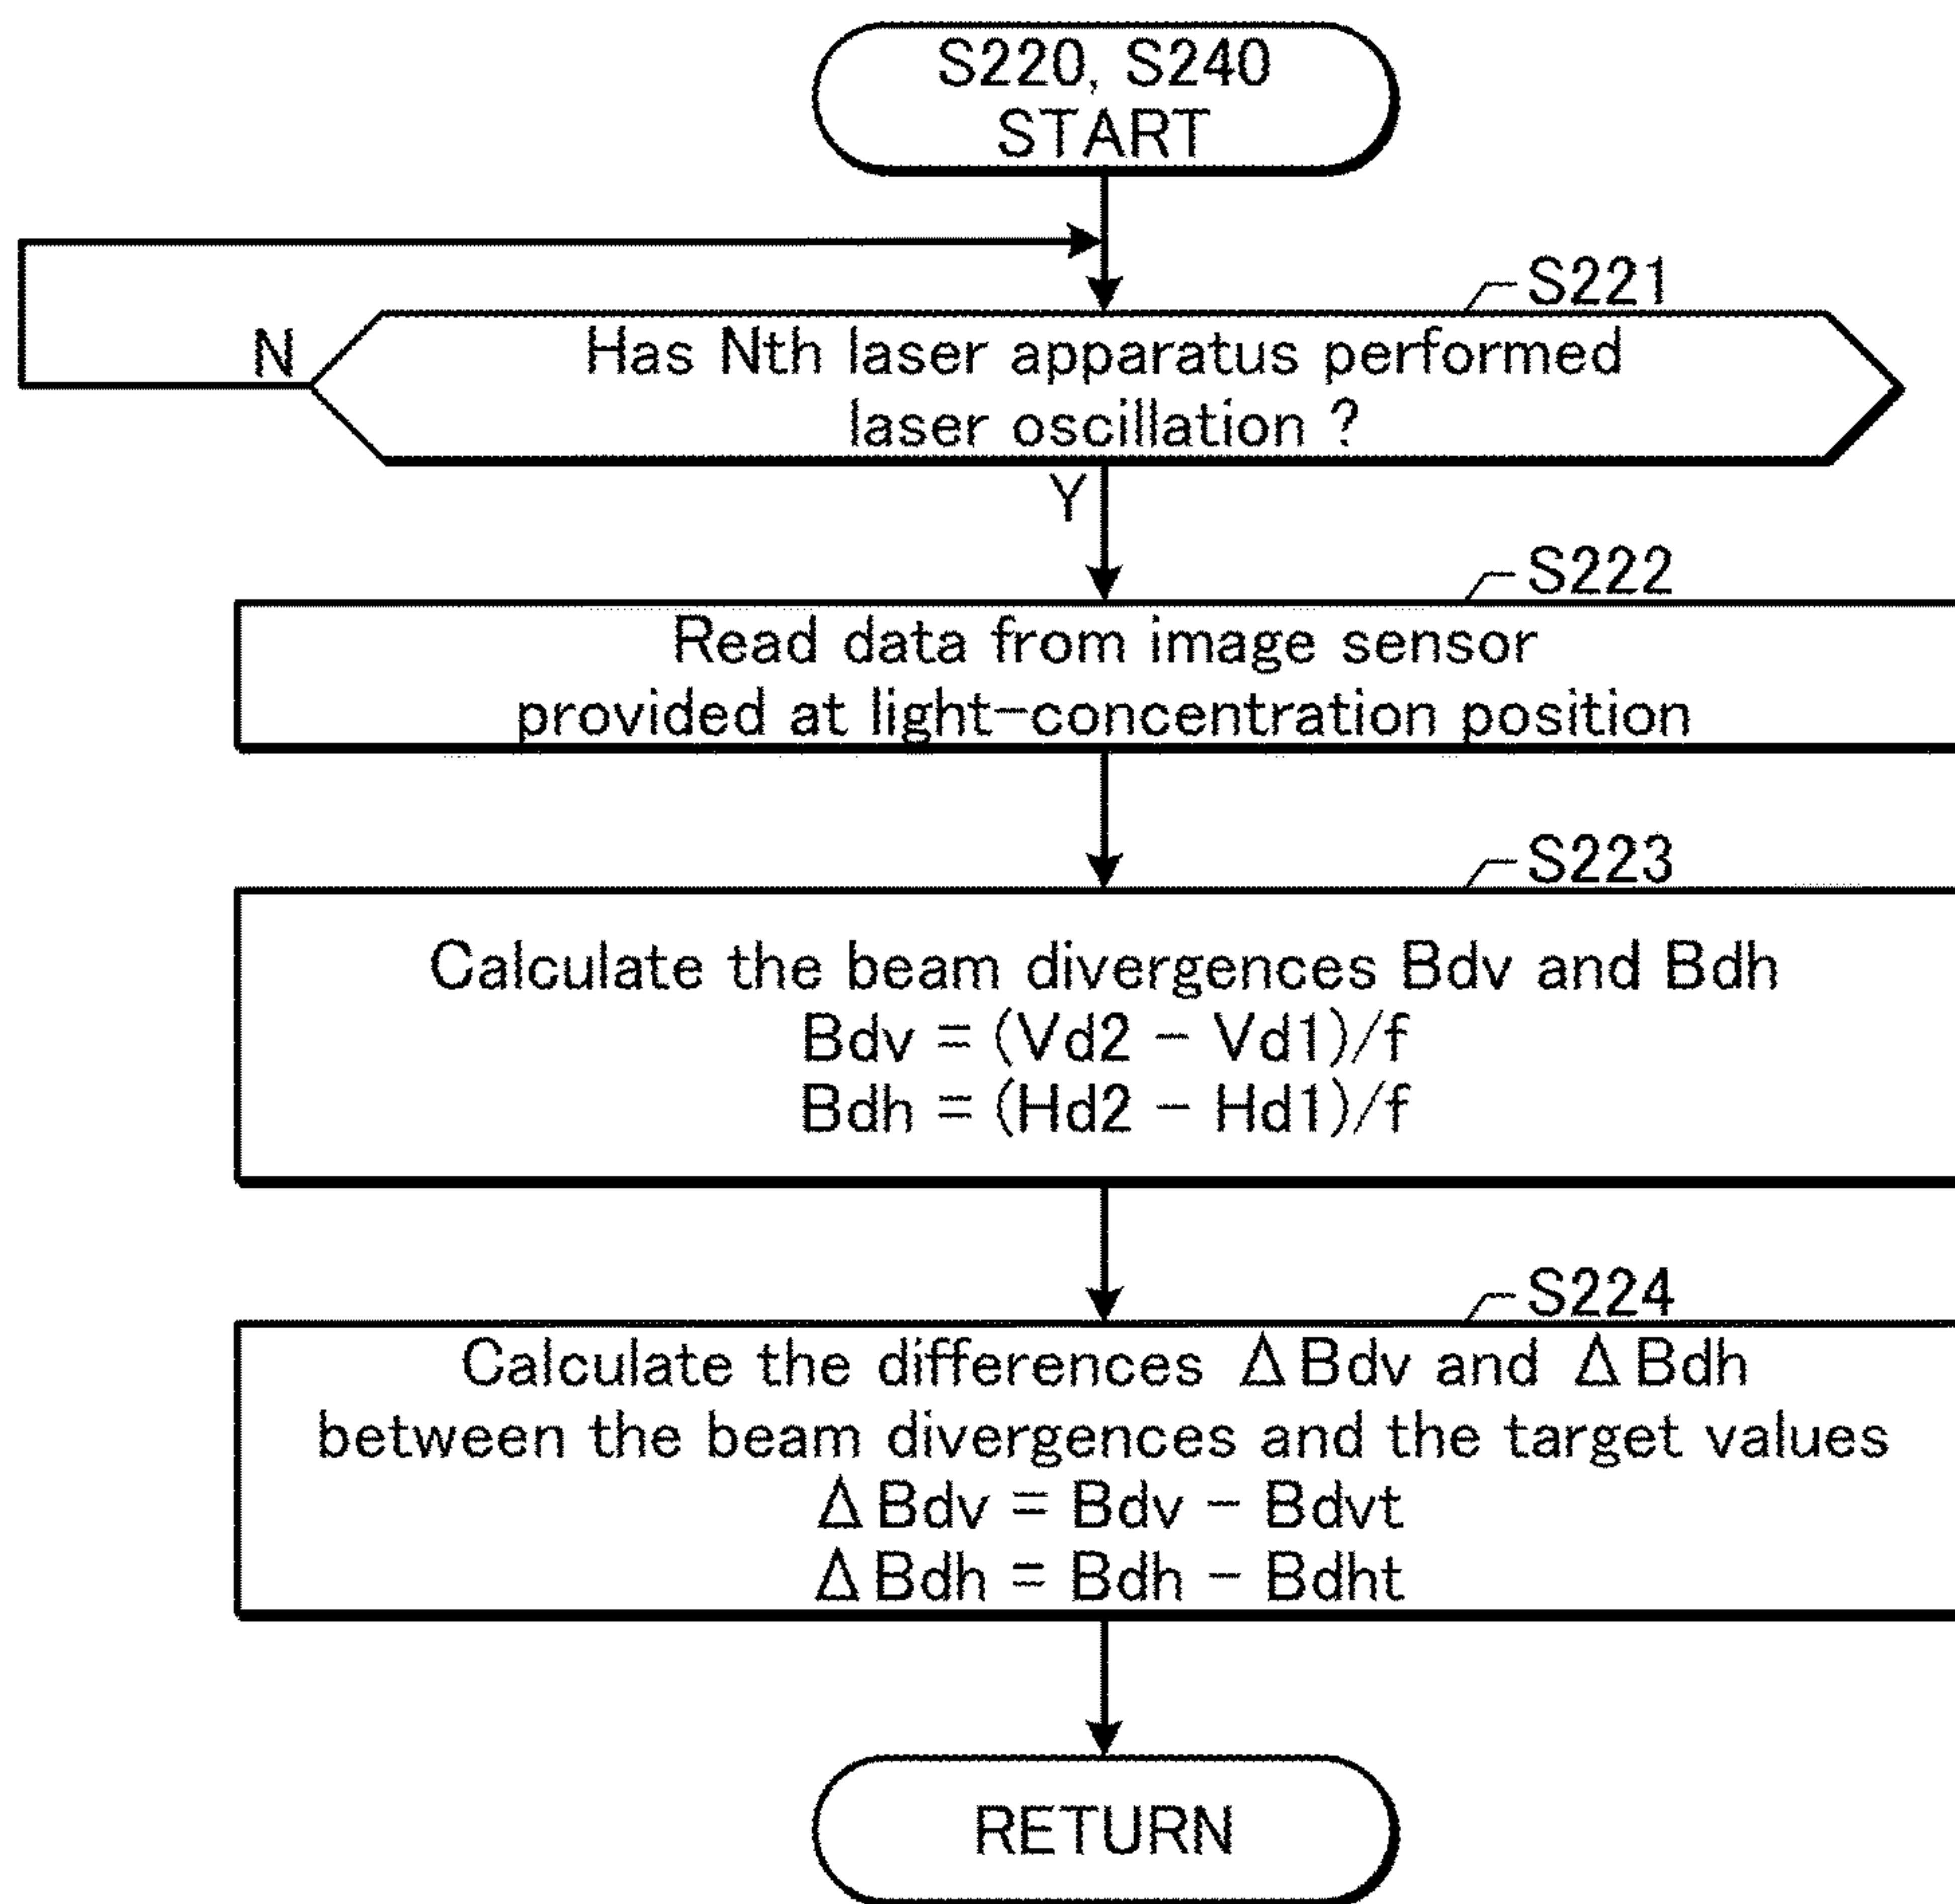 S220, S240
START
S221
N
Has Nth laser apparatus performed
laser oscillation ?
Y
S222
Read data from image sensor
provided at light-concentration position
S223
Calculate the beam divergences Bdv and Bdh
Bdv = (Vd2 - Vd1)/f
Bdh = (Hd2 - Hd1)/f
S224
Calculate the differences ΔBdv and ΔBdh
between the beam divergences and the target values
ΔBdv = Bdv - Bdvt
ΔBdh = Bdh - Bdht
RETURN